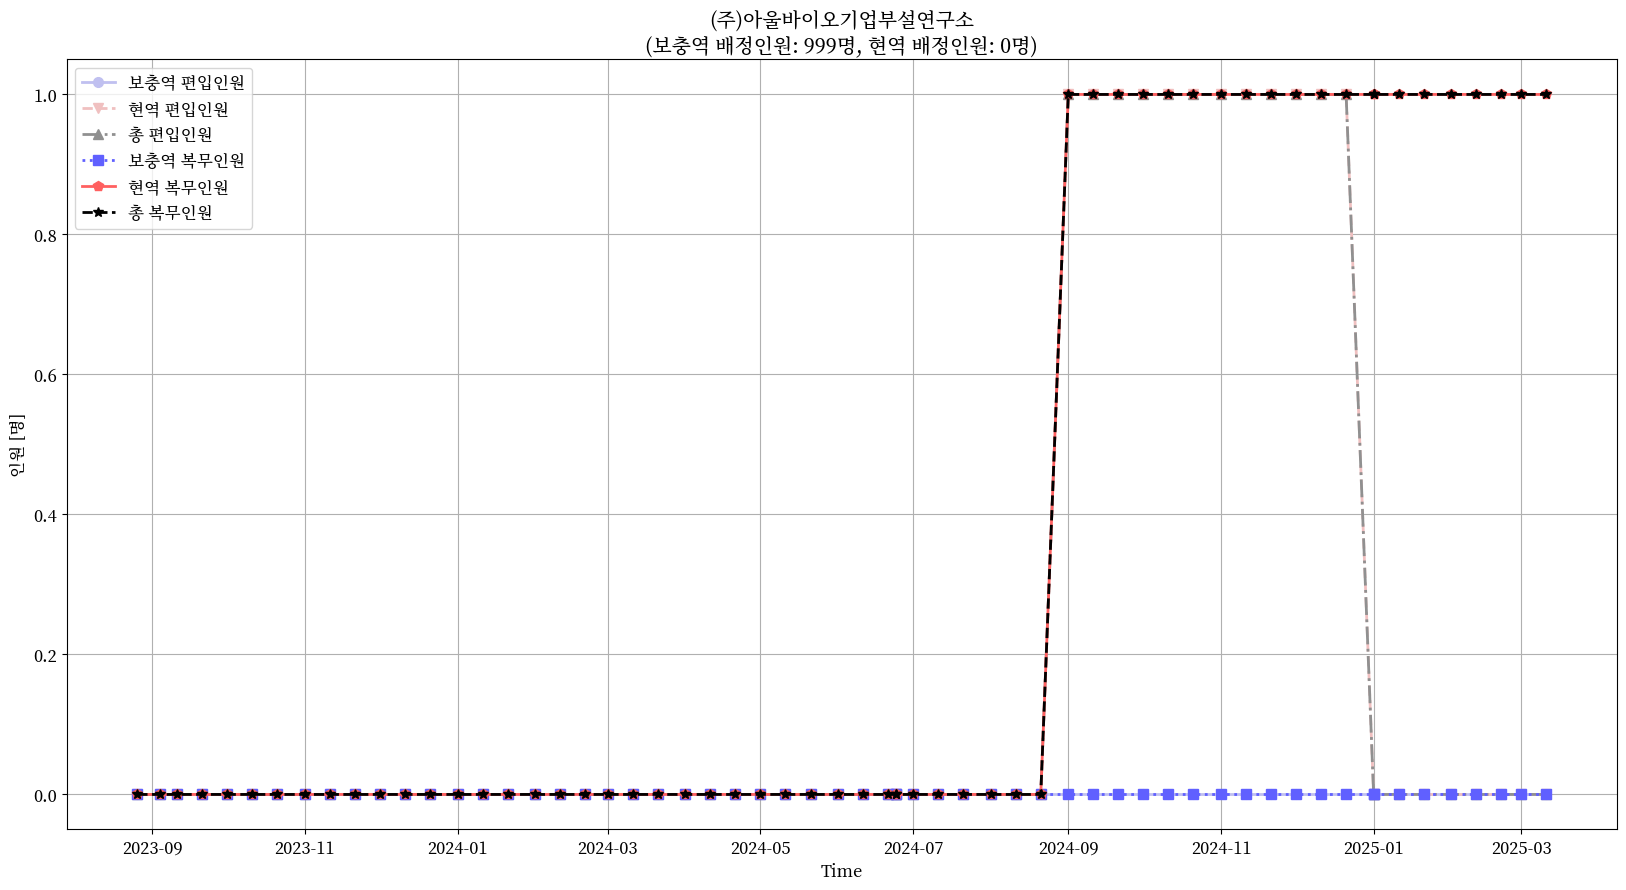 (주)아울바이오기업부설연구소
(보충역 배정인원: 999명, 현역 배정인원: 0명)
보충역 편입인원
현역 편입인원
총 편입인원
보충역 복무인원
현역 복무인원
총 복무인원
인원 [명]
1.0
0.8
0.6
0.4
0.2
0.0
2023-09
2023-11
2024-01
2024-03
2024-05
2024-07
2024-09
2024-11
2025-01
2025-03
Time